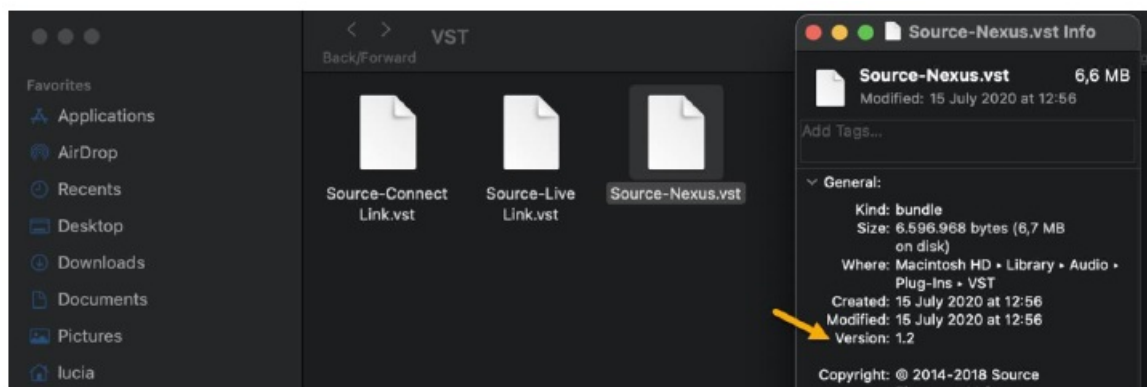 VST
Back/Forward
Favorites
Applications
AirDrop
Recents
Desktop
Downloads
Documents
Pictures
lucia
Source-Connect
Link.vst
Source-Live
Link.vst
Source-Nexus.vst
Source-Nexus.vst Info
Source-Nexus.vst 6,6 MB
Modified: 15 July 2020 at 12:56
Add Tags...
General:
Kind: bundle
Size: 6.596.968 bytes (6,7 MB
on disk)
Where: Macintosh HD ▸ Library ▸ Audio ▸
Plug-Ins ▸ VST
Created: 15 July 2020 at 12:56
Modified: 15 July 2020 at 12:56
Version: 1.2
Copyright: © 2014-2018 Source